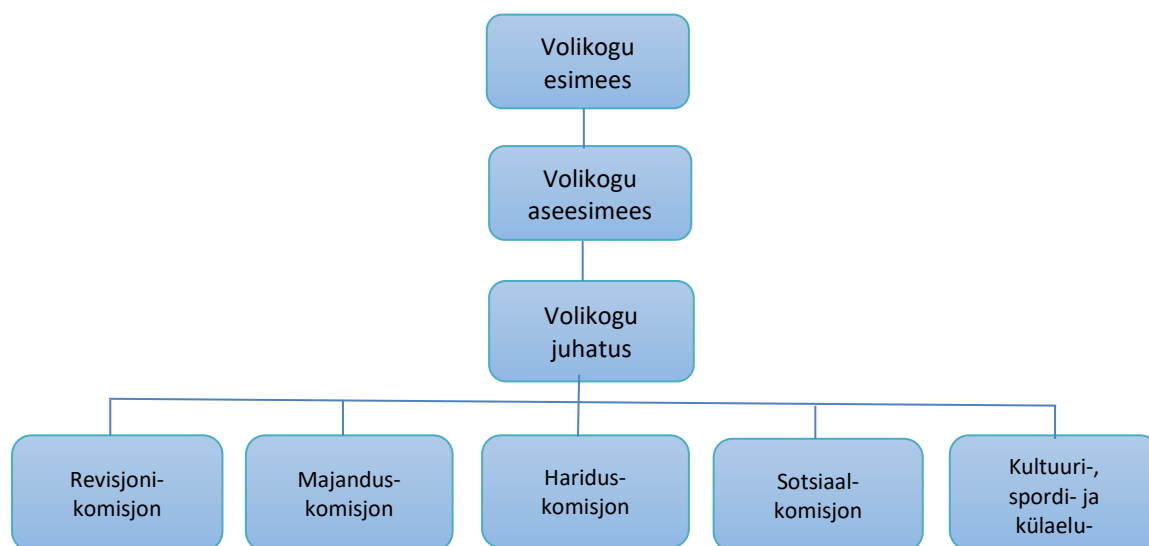 Volikogu
esimees
Volikogu
aseesimees
Volikogu
juhatus
Revisjoni-
komisjon
Majandus-
komisjon
Haridus-
komisjon
Sotsiaal-
komisjon
Kultuuri-,
spordi- ja
külaelu-